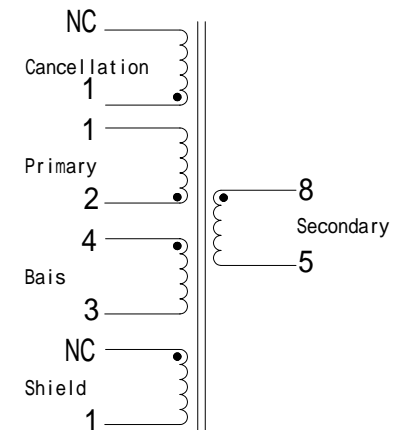 NC
Cancellation
1
1
Primary
2
8
Secondary
5
4
Bais
3
NC
Shield
1